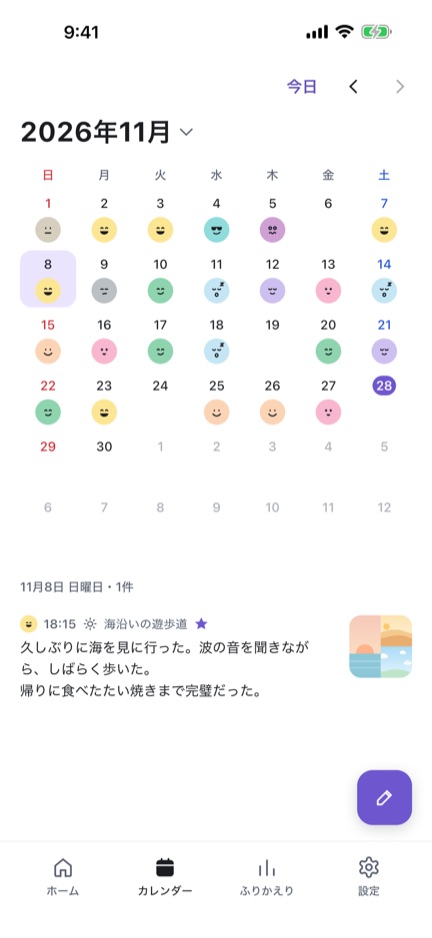 9:41
今日
2026年11月
日 月 火 水 木 金 土
1 2 3 4 5 6 7
8 9 10 11 12 13 14
15 16 17 18 19 20 21
22 23 24 25 26 27 28
29 30 1 2 3 4 5
6 7 8 9 10 11 12
11月8日 日曜日・1件
18:15 海沿いの遊歩道
久しぶりに海を見に行った。波の音を聞きなが
ら、しばらく歩いた。
帰りに食べたたい焼きまで完璧だった。
ホーム カレンダー ふりかえり 設定